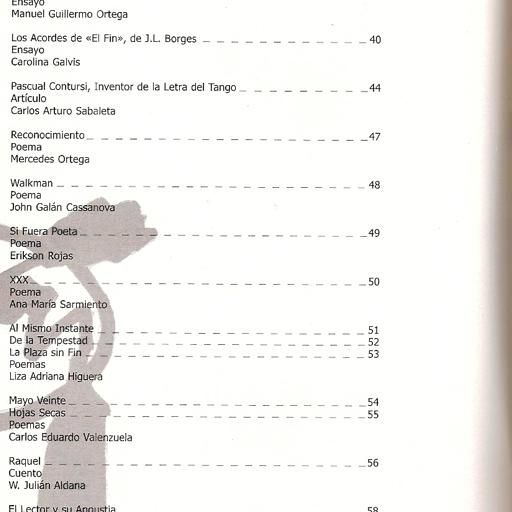 Ensayo
Manuel Guillermo Ortega
Los Acordes de «El Fin», de J.L. Borges 40
Ensayo
Carolina Galvis
Pascual Contursi, Inventor de la Letra del Tango 44
Artículo
Carlos Arturo Sabaleta
Reconocimiento 47
Poema
Mercedes Ortega
Walkman 48
Poema
John Galán Cassanova
Si Fuera Poeta 49
Poema
Erikson Rojas
XXX 50
Poema
Ana María Sarmiento
Al Mismo Instante 51
De la Tempestad 52
La Plaza sin Fin 53
Poemas
Liza Adriana Higuera
Mayo Veinte 54
Hojas Secas 55
Poemas
Carlos Eduardo Valenzuela
Raquel 56
Cuento
W. Julián Aldana
El Lector y su Angustia 58